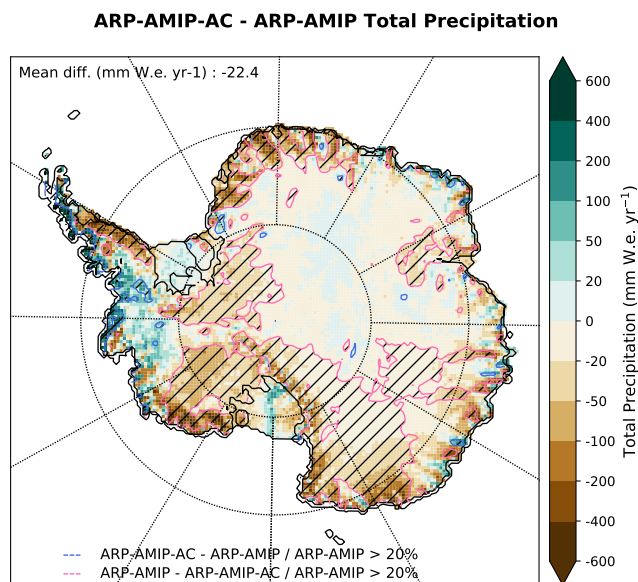 ARP-AMIP-AC - ARP-AMIP Total Precipitation
Mean diff. (mm W.e. yr-1) : -22.4
600
400
200
100
50
20
0
-20
-50
-100
-200
-400
-600
Total Precipitation (mm W.e. yr⁻¹)
ARP-AMIP-AC - ARP-AMIP / ARP-AMIP > 20%
ARP-AMIP - ARP-AMIP-AC / ARP-AMIP > 20%